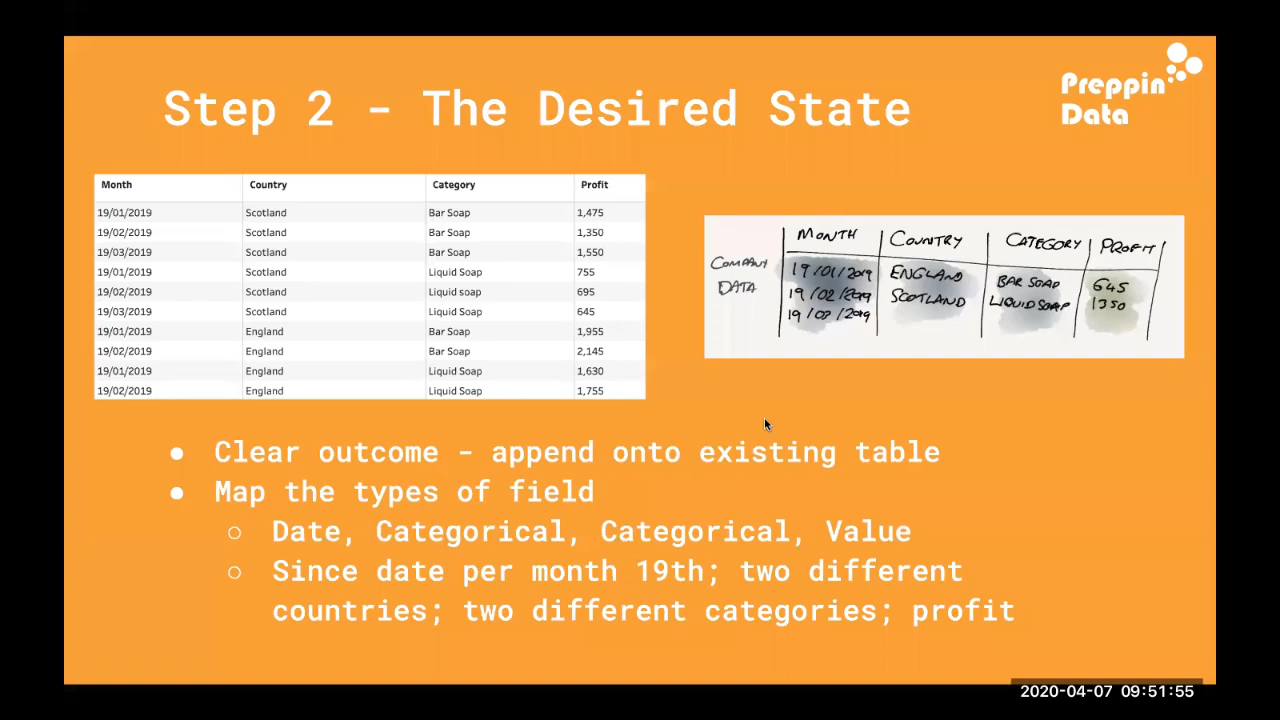 Preppin'
Data
Step 2 - The Desired State
Month Country Category Profit
19/01/2019 Scotland Bar Soap 1,475
19/02/2019 Scotland Bar Soap 1,350
19/03/2019 Scotland Bar Soap 1,550
19/01/2019 Scotland Liquid Soap 755
19/02/2019 Scotland Liquid soap 695
19/03/2019 Scotland Liquid Soap 645
19/01/2019 England Bar Soap 1,955
19/02/2019 England Bar Soap 2,145
19/01/2019 England Liquid Soap 1,630
19/02/2019 England Liquid Soap 1,755
MONTH COUNTRY CATEGORY PROFIT
COMPANY
DATA
19/01/2019 ENGLAND BAR SOAP 645
19/02/2019 SCOTLAND LIQUID SOAP 1350
19/02/2019
• Clear outcome - append onto existing table
• Map the types of field
○ Date, Categorical, Categorical, Value
○ Since date per month 19th; two different
countries; two different categories; profit
2020-04-07 09:51:55